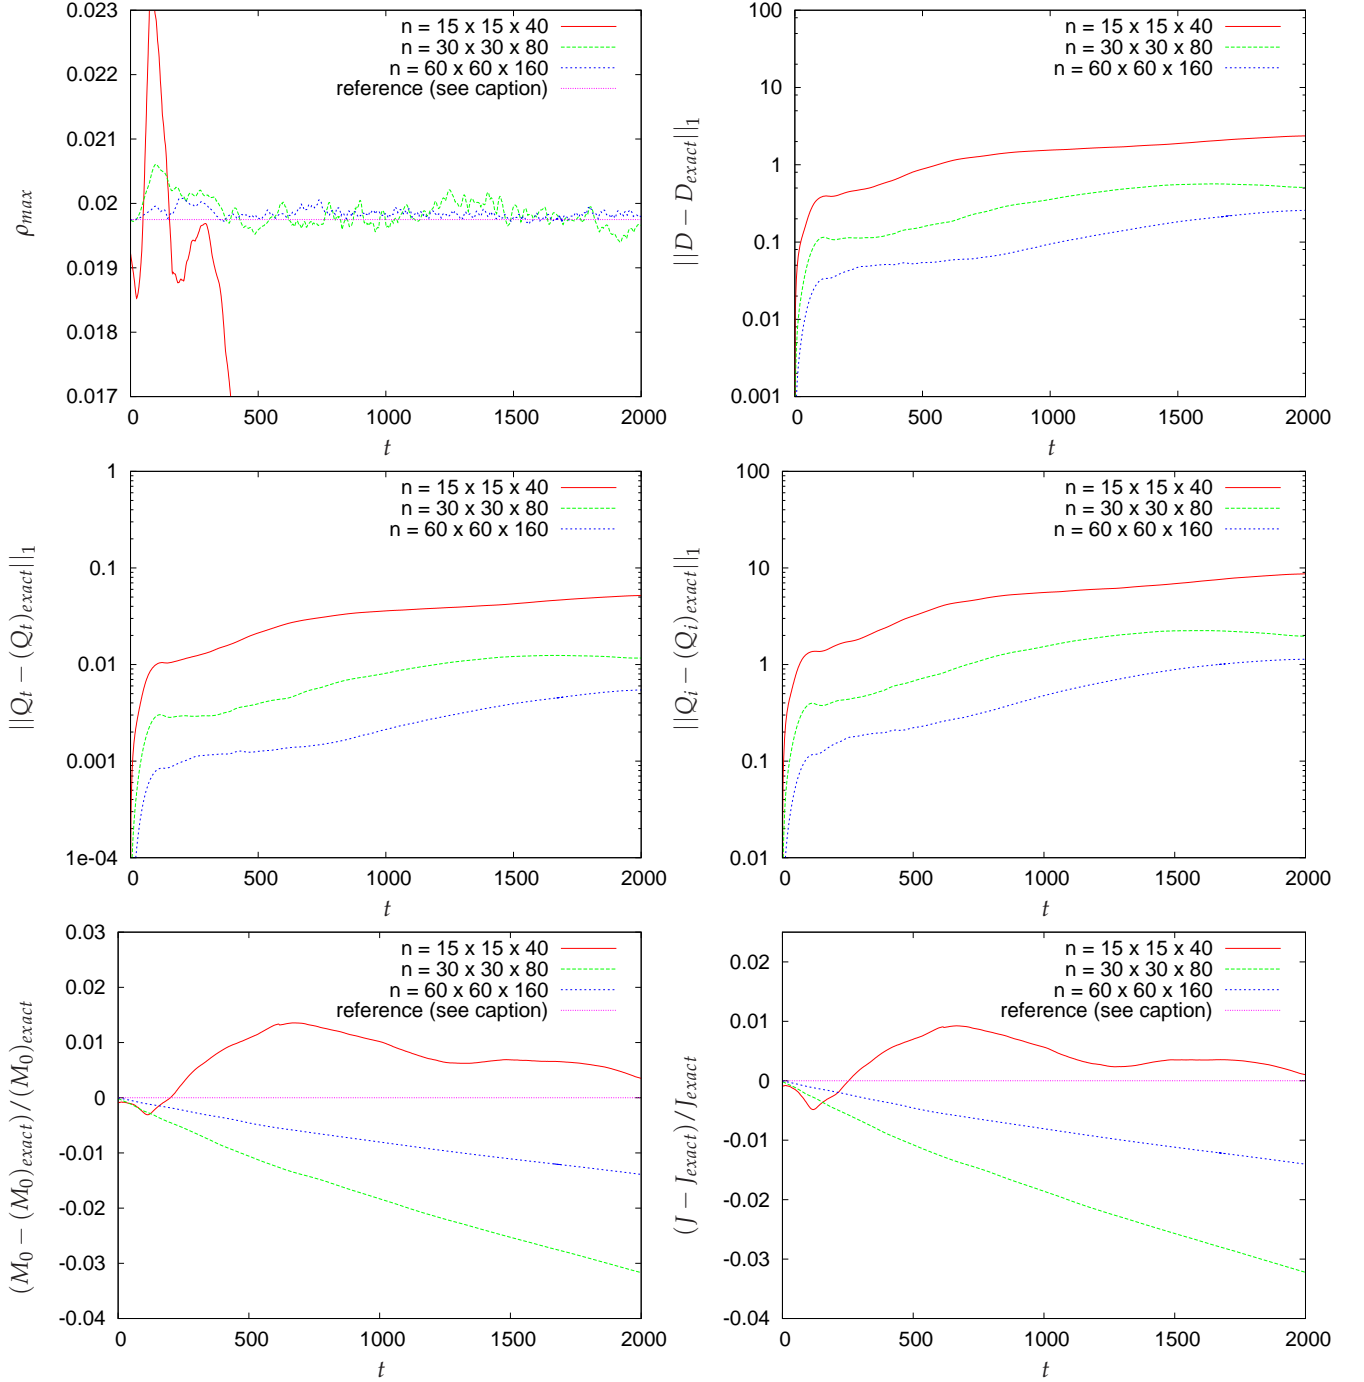 0.023
0.022
0.021
0.02
0.019
0.018
0.017
0
500
1000
1500
2000
ρmax
t
n = 15 x 15 x 40
n = 30 x 30 x 80
n = 60 x 60 x 160
reference (see caption)
100
10
1
0.1
0.01
0.001
0
500
1000
1500
2000
||D − Dexact||1
t
n = 15 x 15 x 40
n = 30 x 30 x 80
n = 60 x 60 x 160
1
0.1
0.01
0.001
1e-04
0
500
1000
1500
2000
||Qt − (Qt)exact||1
t
n = 15 x 15 x 40
n = 30 x 30 x 80
n = 60 x 60 x 160
100
10
1
0.1
0.01
0
500
1000
1500
2000
||Qi − (Qi)exact||1
t
n = 15 x 15 x 40
n = 30 x 30 x 80
n = 60 x 60 x 160
0.03
0.02
0.01
0
-0.01
-0.02
-0.03
-0.04
0
500
1000
1500
2000
(M0 − (M0)exact)/(M0)exact
t
n = 15 x 15 x 40
n = 30 x 30 x 80
n = 60 x 60 x 160
reference (see caption)
0.02
0.01
0
-0.01
-0.02
-0.03
-0.04
0
500
1000
1500
2000
(J − Jexact)/Jexact
t
n = 15 x 15 x 40
n = 30 x 30 x 80
n = 60 x 60 x 160
reference (see caption)